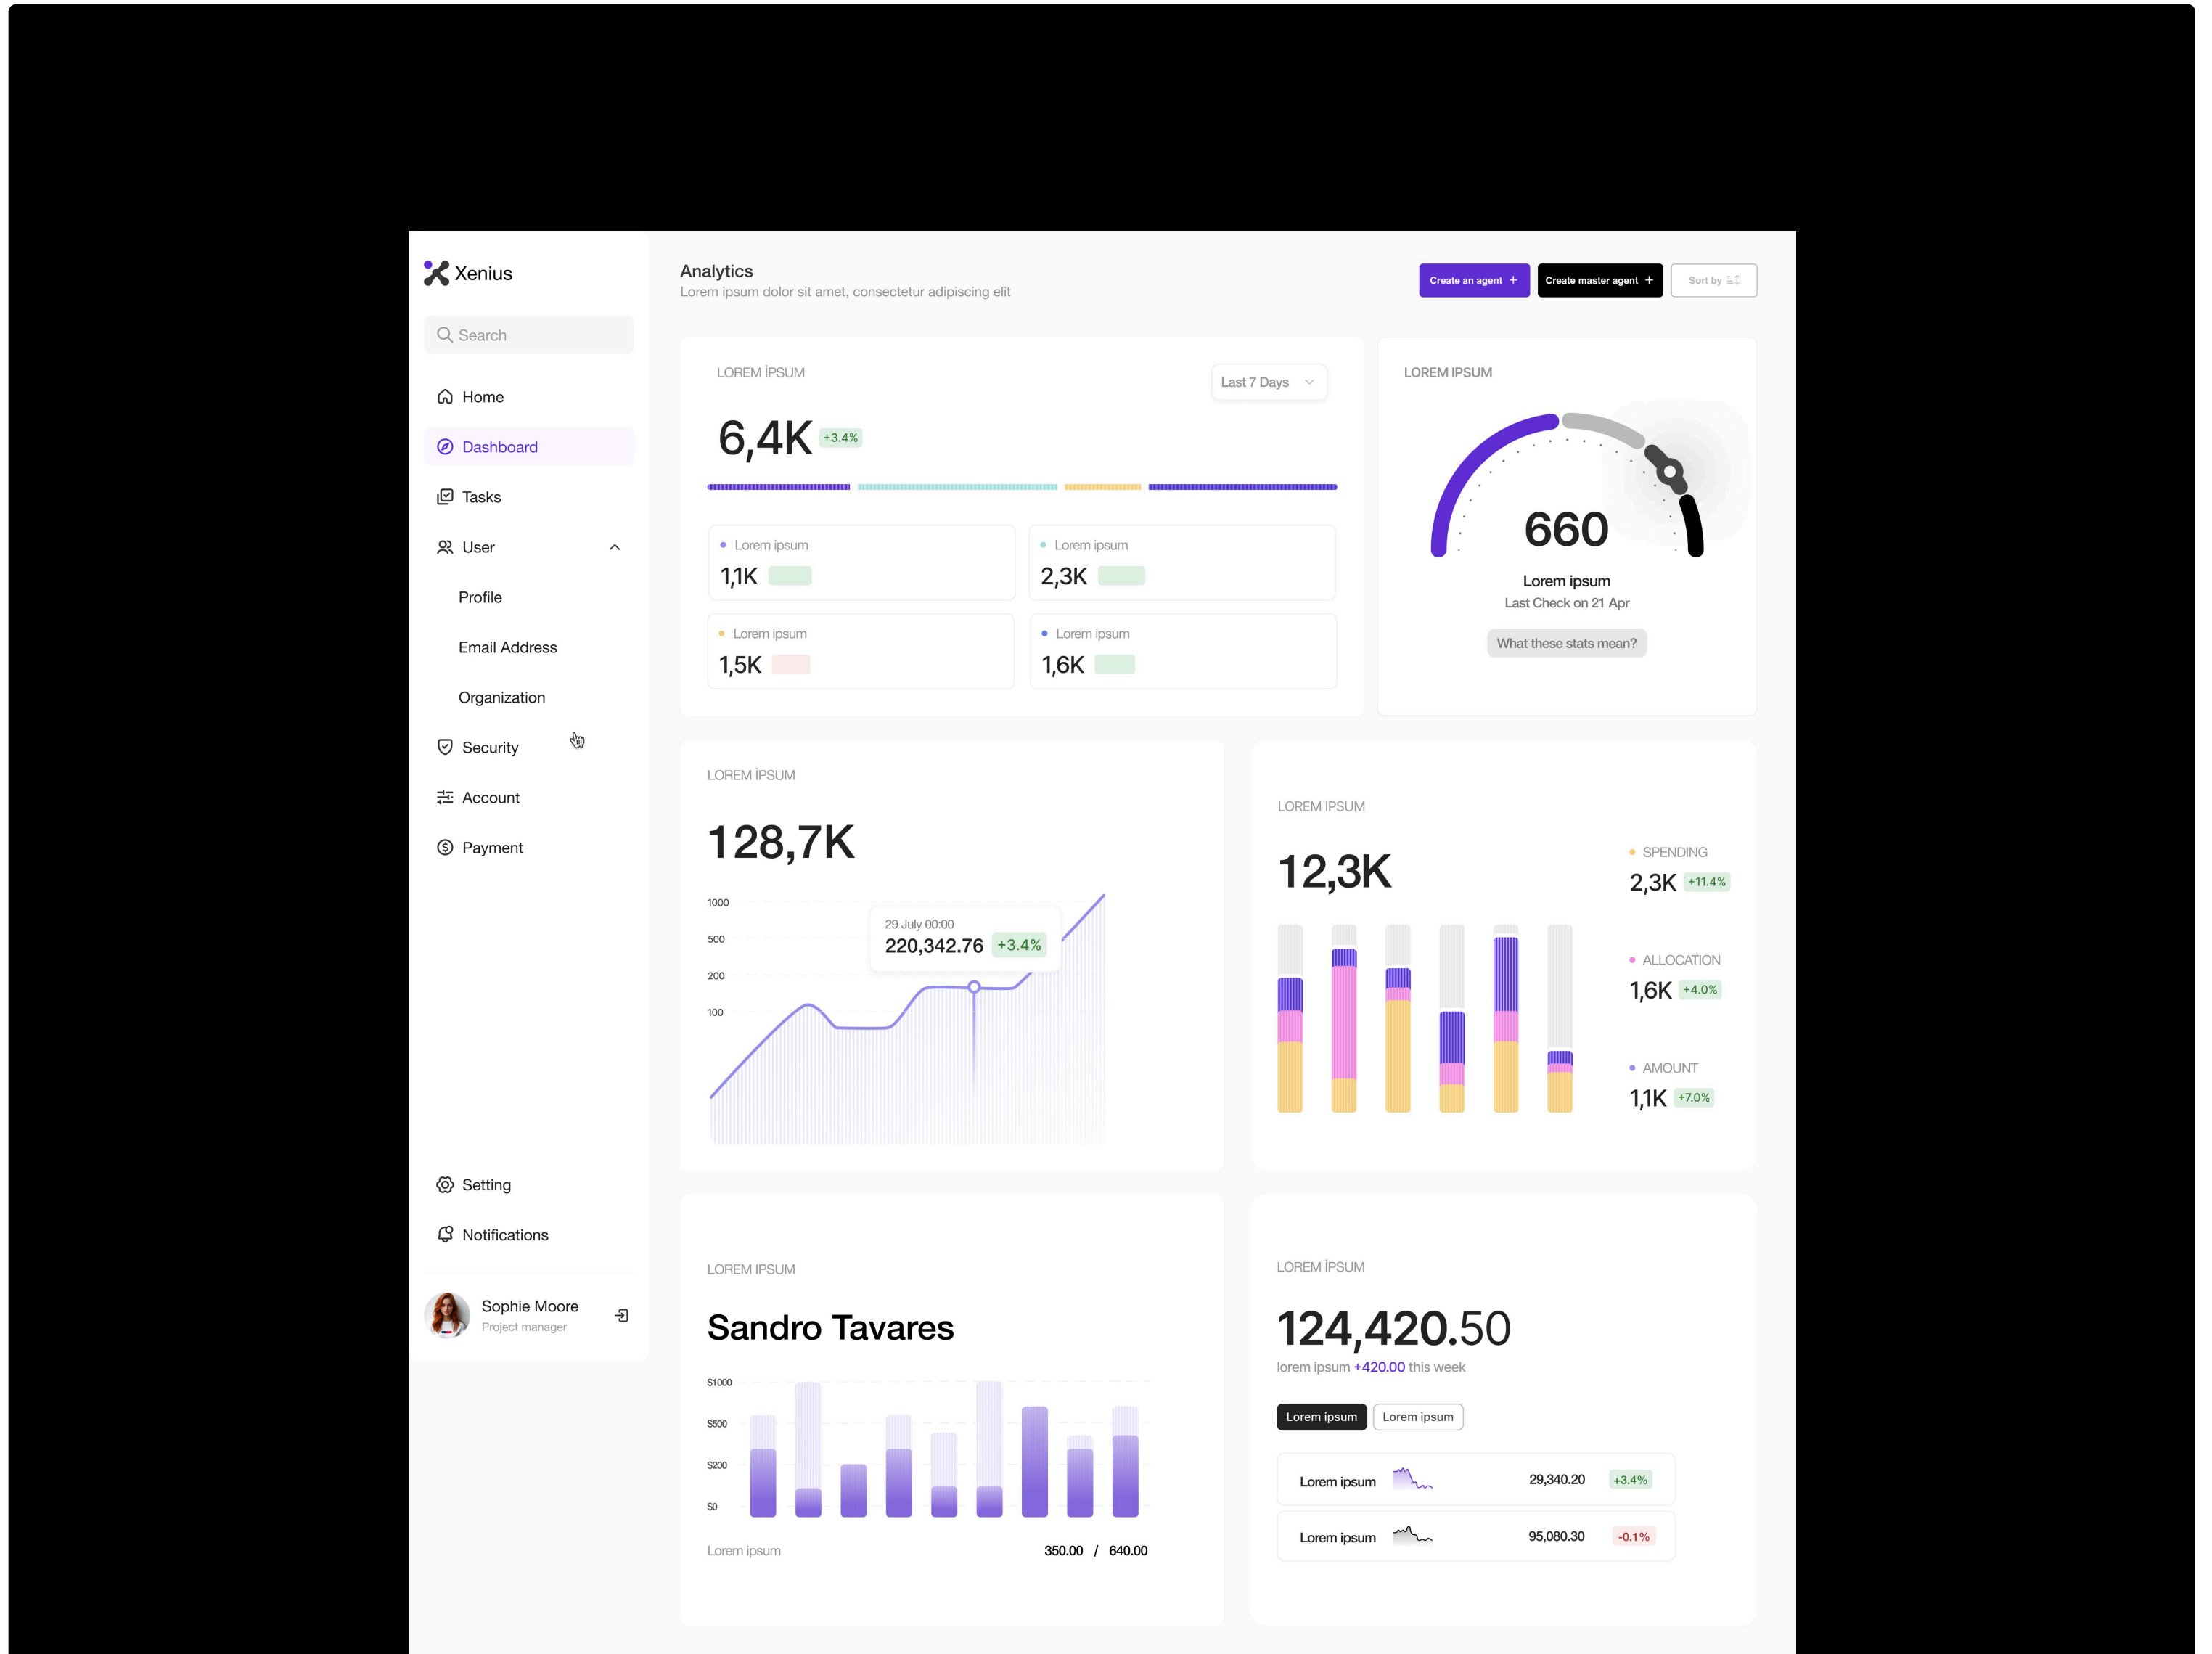 Xenius
Search
Home
Dashboard
Tasks
User
Profile
Email Address
Organization
Security
Account
Payment
Setting
Notifications
Sophie Moore
Project manager
Analytics
Lorem ipsum dolor sit amet, consectetur adipiscing elit
Create an agent +
Create master agent +
Sort by
LOREM İPSUM
Last 7 Days
6,4K +3.4%
Lorem ipsum
1,1K
Lorem ipsum
2,3K
Lorem ipsum
1,5K
Lorem ipsum
1,6K
LOREM IPSUM
660
Lorem ipsum
Last Check on 21 Apr
What these stats mean?
LOREM İPSUM
128,7K
1000
500
200
100
29 July 00:00
220,342.76 +3.4%
LOREM IPSUM
12,3K
SPENDING
2,3K +11.4%
ALLOCATION
1,6K +4.0%
AMOUNT
1,1K +7.0%
LOREM IPSUM
Sandro Tavares
$1000
$500
$200
$0
Lorem ipsum
350.00 / 640.00
LOREM İPSUM
124,420.50
lorem ipsum +420.00 this week
Lorem ipsum
Lorem ipsum
Lorem ipsum 29,340.20 +3.4%
Lorem ipsum 95,080.30 -0.1%